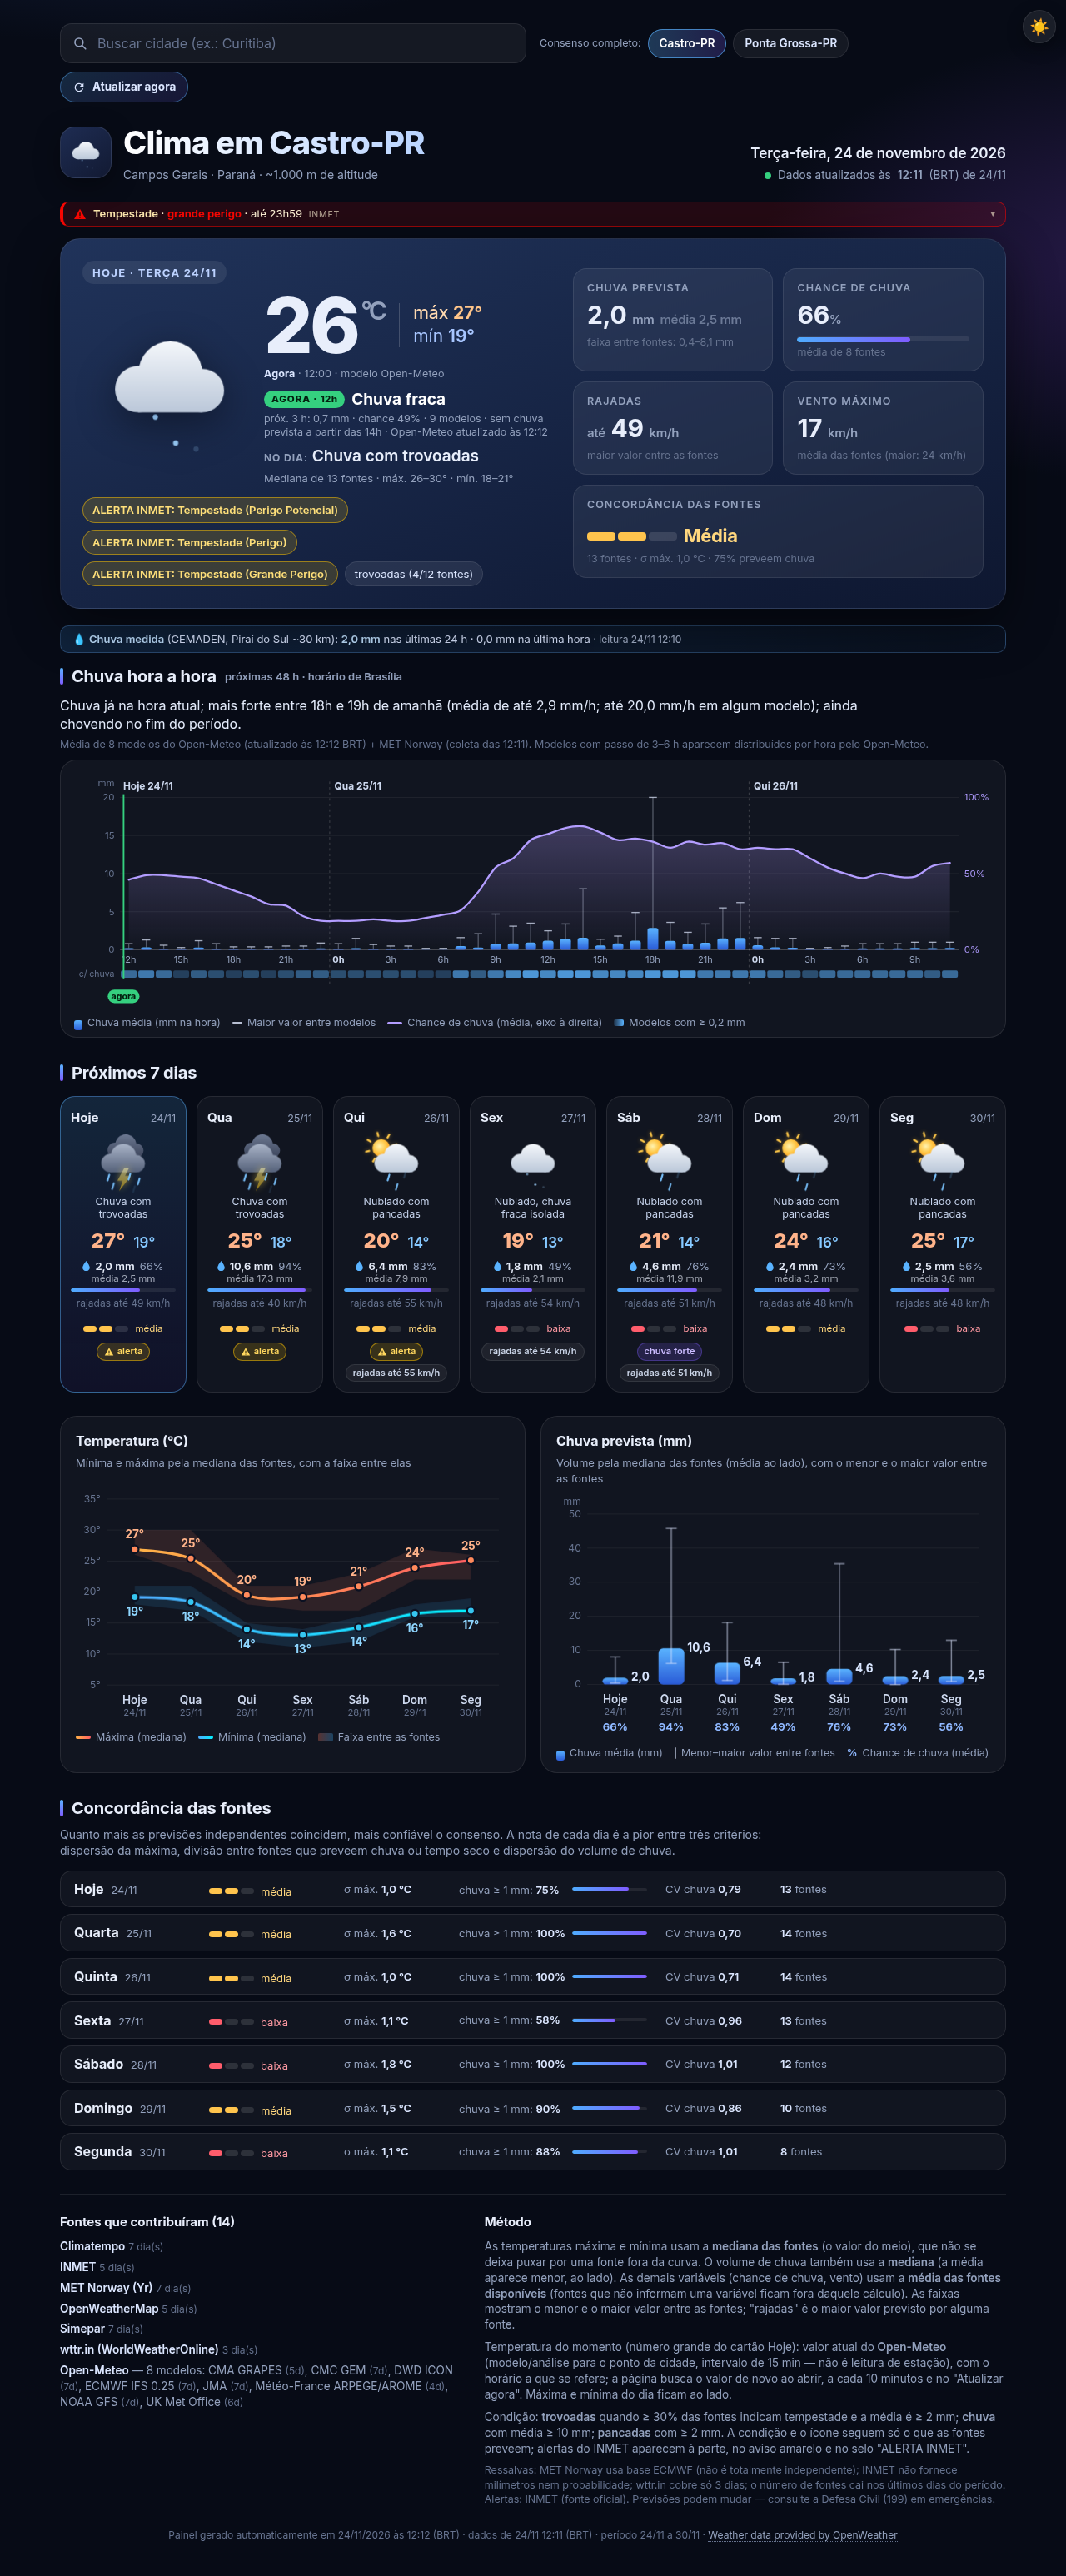 Buscar cidade (ex.: Curitiba)
Consenso completo: Castro-PR Ponta Grossa-PR
Atualizar agora
Clima em Castro-PR
Campos Gerais · Paraná · ~1.000 m de altitude
Terça-feira, 24 de novembro de 2026
Dados atualizados às 12:11 (BRT) de 24/11
Tempestade · grande perigo · até 23h59 INMET
HOJE · TERÇA 24/11
26°C
máx 27°
mín 19°
Agora · 12:00 · modelo Open-Meteo
AGORA · 12h Chuva fraca
próx. 3 h: 0,7 mm · chance 49% · 9 modelos · sem chuva
prevista a partir das 14h · Open-Meteo atualizado às 12:12
NO DIA: Chuva com trovoadas
Mediana de 13 fontes · máx. 26–30° · mín. 18–21°
ALERTA INMET: Tempestade (Perigo Potencial)
ALERTA INMET: Tempestade (Perigo)
ALERTA INMET: Tempestade (Grande Perigo) trovoadas (4/12 fontes)
CHUVA PREVISTA
2,0 mm média 2,5 mm
faixa entre fontes: 0,4–8,1 mm
CHANCE DE CHUVA
66%
média de 8 fontes
RAJADAS
até 49 km/h
maior valor entre as fontes
VENTO MÁXIMO
17 km/h
média das fontes (maior: 24 km/h)
CONCORDÂNCIA DAS FONTES
Média
13 fontes · σ máx. 1,0 °C · 75% preveem chuva
Chuva medida (CEMADEN, Piraí do Sul ~30 km): 2,0 mm nas últimas 24 h · 0,0 mm na última hora · leitura 24/11 12:10
Chuva hora a hora próximas 48 h · horário de Brasília
Chuva já na hora atual; mais forte entre 18h e 19h de amanhã (média de até 2,9 mm/h; até 20,0 mm/h em algum modelo); ainda
chovendo no fim do período.
Média de 8 modelos do Open-Meteo (atualizado às 12:12 BRT) + MET Norway (coleta das 12:11). Modelos com passo de 3–6 h aparecem distribuídos por hora pelo Open-Meteo.
mm Hoje 24/11 Qua 25/11 Qui 26/11
20 100%
15
10 50%
5
0 0%
12h 15h 18h 21h 0h 3h 6h 9h 12h 15h 18h 21h 0h 3h 6h 9h
c/ chuva
agora
Chuva média (mm na hora) Maior valor entre modelos Chance de chuva (média, eixo à direita) Modelos com ≥ 0,2 mm
Próximos 7 dias
Hoje 24/11
Chuva com
trovoadas
27° 19°
2,0 mm 66%
média 2,5 mm
rajadas até 49 km/h
média
alerta
Qua 25/11
Chuva com
trovoadas
25° 18°
10,6 mm 94%
média 17,3 mm
rajadas até 40 km/h
média
alerta
Qui 26/11
Nublado com
pancadas
20° 14°
6,4 mm 83%
média 7,9 mm
rajadas até 55 km/h
média
alerta
rajadas até 55 km/h
Sex 27/11
Nublado, chuva
fraca isolada
19° 13°
1,8 mm 49%
média 2,1 mm
rajadas até 54 km/h
baixa
rajadas até 54 km/h
Sáb 28/11
Nublado com
pancadas
21° 14°
4,6 mm 76%
média 11,9 mm
rajadas até 51 km/h
baixa
chuva forte
rajadas até 51 km/h
Dom 29/11
Nublado com
pancadas
24° 16°
2,4 mm 73%
média 3,2 mm
rajadas até 48 km/h
média
Seg 30/11
Nublado com
pancadas
25° 17°
2,5 mm 56%
média 3,6 mm
rajadas até 48 km/h
baixa
Temperatura (°C)
Mínima e máxima pela mediana das fontes, com a faixa entre elas
35°
30°
25°
20°
15°
10°
5°
27° 25° 20° 19° 21° 24° 25°
19° 18° 14° 13° 14° 16° 17°
Hoje Qua Qui Sex Sáb Dom Seg
24/11 25/11 26/11 27/11 28/11 29/11 30/11
Máxima (mediana) Mínima (mediana) Faixa entre as fontes
Chuva prevista (mm)
Volume pela mediana das fontes (média ao lado), com o menor e o maior valor entre
as fontes
mm
50
40
30
20
10
0
2,0 10,6 6,4 1,8 4,6 2,4 2,5
Hoje Qua Qui Sex Sáb Dom Seg
24/11 25/11 26/11 27/11 28/11 29/11 30/11
66% 94% 83% 49% 76% 73% 56%
Chuva média (mm) Menor–maior valor entre fontes % Chance de chuva (média)
Concordância das fontes
Quanto mais as previsões independentes coincidem, mais confiável o consenso. A nota de cada dia é a pior entre três critérios:
dispersão da máxima, divisão entre fontes que preveem chuva ou tempo seco e dispersão do volume de chuva.
Hoje 24/11 média σ máx. 1,0 °C chuva ≥ 1 mm: 75% CV chuva 0,79 13 fontes
Quarta 25/11 média σ máx. 1,6 °C chuva ≥ 1 mm: 100% CV chuva 0,70 14 fontes
Quinta 26/11 média σ máx. 1,0 °C chuva ≥ 1 mm: 100% CV chuva 0,71 14 fontes
Sexta 27/11 baixa σ máx. 1,1 °C chuva ≥ 1 mm: 58% CV chuva 0,96 13 fontes
Sábado 28/11 baixa σ máx. 1,8 °C chuva ≥ 1 mm: 100% CV chuva 1,01 12 fontes
Domingo 29/11 média σ máx. 1,5 °C chuva ≥ 1 mm: 90% CV chuva 0,86 10 fontes
Segunda 30/11 baixa σ máx. 1,1 °C chuva ≥ 1 mm: 88% CV chuva 1,01 8 fontes
Fontes que contribuíram (14)
Climatempo 7 dia(s)
INMET 5 dia(s)
MET Norway (Yr) 7 dia(s)
OpenWeatherMap 5 dia(s)
Simepar 7 dia(s)
wttr.in (WorldWeatherOnline) 3 dia(s)
Open-Meteo — 8 modelos: CMA GRAPES (5d), CMC GEM (7d), DWD ICON
(7d), ECMWF IFS 0.25 (7d), JMA (7d), Météo-France ARPEGE/AROME (4d),
NOAA GFS (7d), UK Met Office (6d)
Método
As temperaturas máxima e mínima usam a mediana das fontes (o valor do meio), que não se
deixa puxar por uma fonte fora da curva. O volume de chuva também usa a mediana (a média
aparece menor, ao lado). As demais variáveis (chance de chuva, vento) usam a média das fontes
disponíveis (fontes que não informam uma variável ficam fora daquele cálculo). As faixas
mostram o menor e o maior valor entre as fontes; "rajadas" é o maior valor previsto por alguma
fonte.
Temperatura do momento (número grande do cartão Hoje): valor atual do Open-Meteo
(modelo/análise para o ponto da cidade, intervalo de 15 min — não é leitura de estação), com o
horário a que se refere; a página busca o valor de novo ao abrir, a cada 10 minutos e no "Atualizar
agora". Máxima e mínima do dia ficam ao lado.
Condição: trovoadas quando ≥ 30% das fontes indicam tempestade e a média é ≥ 2 mm; chuva
com média ≥ 10 mm; pancadas com ≥ 2 mm. A condição e o ícone seguem só o que as fontes
preveem; alertas do INMET aparecem à parte, no aviso amarelo e no selo "ALERTA INMET".
Ressalvas: MET Norway usa base ECMWF (não é totalmente independente); INMET não fornece
milímetros nem probabilidade; wttr.in cobre só 3 dias; o número de fontes cai nos últimos dias do período.
Alertas: INMET (fonte oficial). Previsões podem mudar — consulte a Defesa Civil (199) em emergências.
Painel gerado automaticamente em 24/11/2026 às 12:12 (BRT) · dados de 24/11 12:11 (BRT) · período 24/11 a 30/11 · Weather data provided by OpenWeather